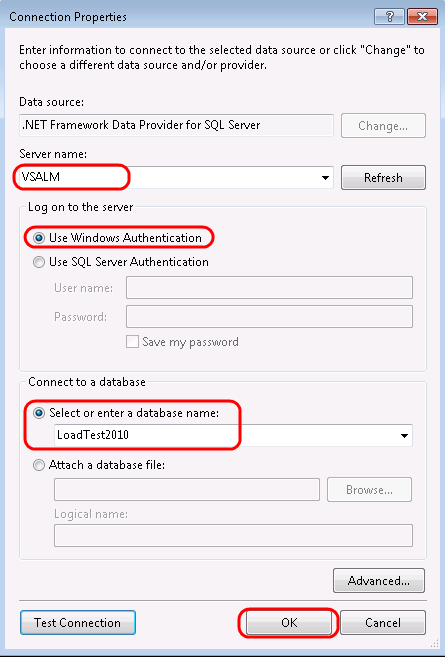 Connection Properties
?
Enter information to connect to the selected data source or click "Change" to
choose a different data source and/or provider.
Data source:
.NET Framework Data Provider for SQL Server
Change...
Server name:
VSALM
Refresh
Log on to the server
Use Windows Authentication
Use SQL Server Authentication
User name:
Password:
Save my password
Connect to a database
Select or enter a database name:
LoadTest2010
Attach a database file:
Browse...
Logical name:
Advanced...
Test Connection
OK
Cancel